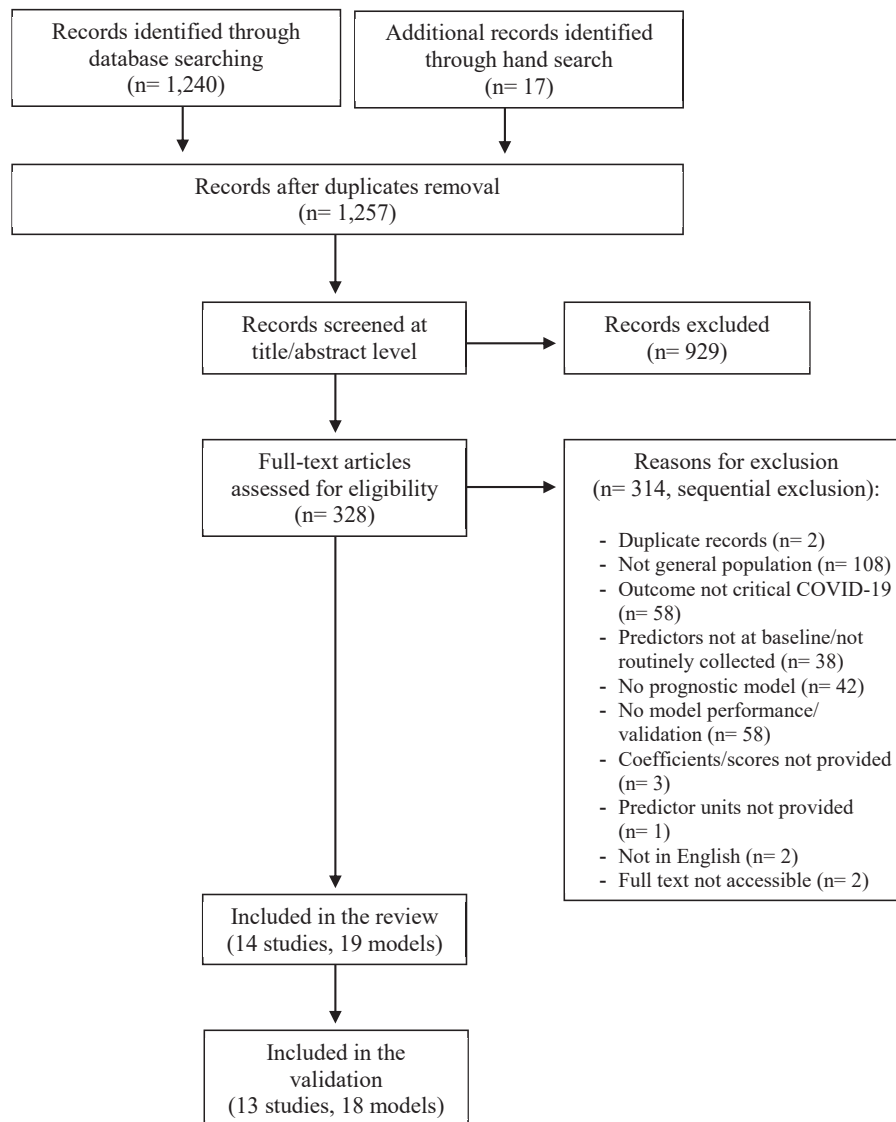 Records identified through
database searching
(n= 1,240)
Additional records identified
through hand search
(n= 17)
Records after duplicates removal
(n= 1,257)
Records screened at
title/abstract level
Records excluded
(n= 929)
Full-text articles
assessed for eligibility
(n= 328)
Reasons for exclusion
(n= 314, sequential exclusion):
- Duplicate records (n= 2)
- Not general population (n= 108)
- Outcome not critical COVID-19
(n= 58)
- Predictors not at baseline/not
routinely collected (n= 38)
- No prognostic model (n= 42)
- No model performance/
validation (n= 58)
- Coefficients/scores not provided
(n= 3)
- Predictor units not provided
(n= 1)
- Not in English (n= 2)
- Full text not accessible (n= 2)
Included in the review
(14 studies, 19 models)
Included in the
validation
(13 studies, 18 models)